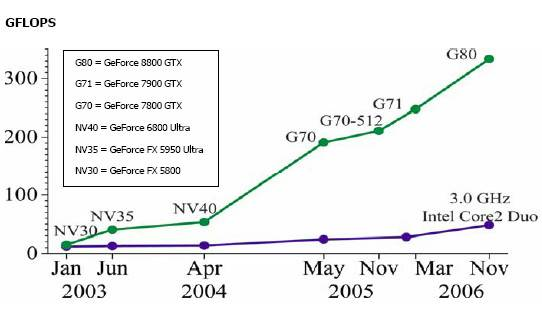 GFLOPS
G80 = GeForce 8800 GTX
G71 = GeForce 7900 GTX
G70 = GeForce 7800 GTX
NV40 = GeForce 6800 Ultra
NV35 = GeForce FX 5950 Ultra
NV30 = GeForce FX 5800
300
200
100
0
NV30
NV35
NV40
G70
G70-512
G71
G80
3.0 GHz
Intel Core2 Duo
Jan Jun Apr May Nov Mar Nov
2003 2004 2005 2006